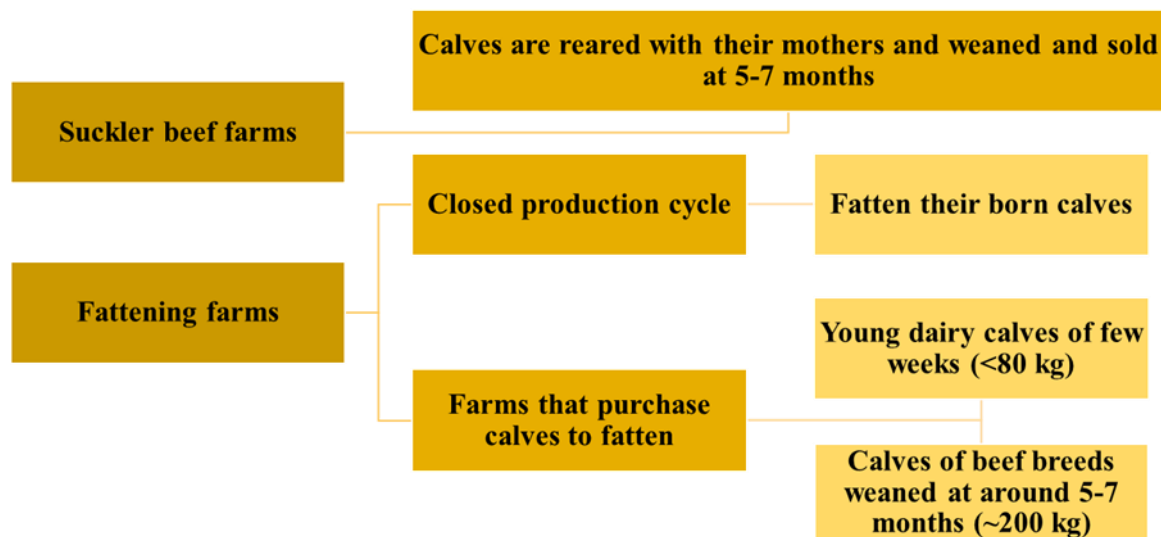 Calves are reared with their mothers and weaned and sold
at 5-7 months
Suckler beef farms
Closed production cycle
Fatten their born calves
Fattening farms
Young dairy calves of few
weeks (<80 kg)
Farms that purchase
calves to fatten
Calves of beef breeds
weaned at around 5-7
months (~200 kg)